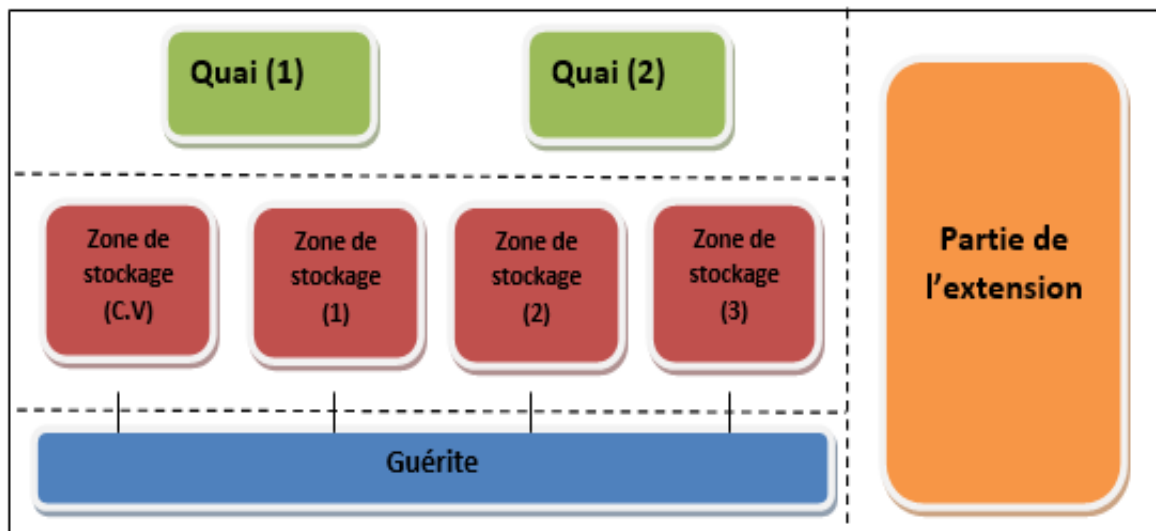 Quai (1)
Quai (2)
Zone de
stockage
(C.V)
Zone de
stockage
(1)
Zone de
stockage
(2)
Zone de
stockage
(3)
Partie de
l’extension
Guérite